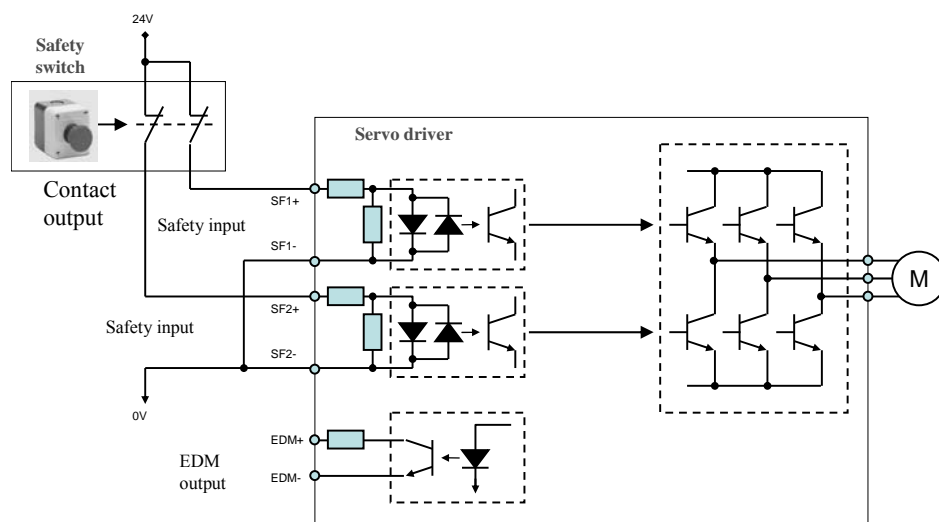 24V
Safety
switch
Servo driver
Contact
output
SF1+
Safety input
SF1-
M
SF2+
Safety input
SF2-
0V
EDM+
EDM
output
EDM-